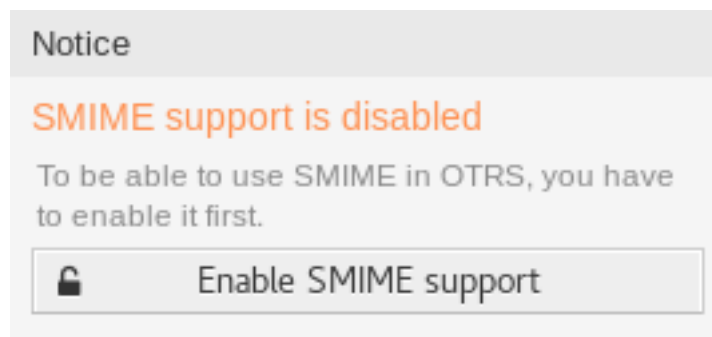 Notice
SMIME support is disabled
To be able to use SMIME in OTRS, you have
to enable it first.
Enable SMIME support